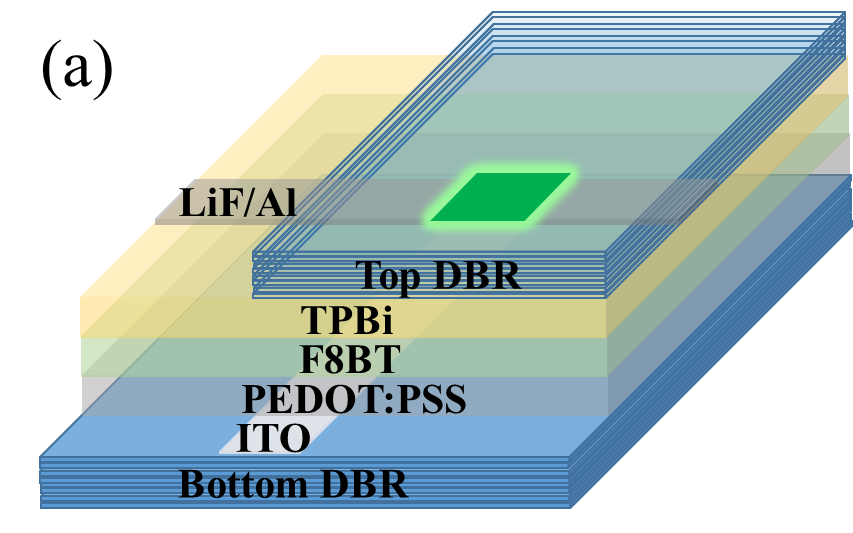 (a)
LiF/Al
Top DBR
TPBi
F8BT
PEDOT:PSS
ITO
Bottom DBR